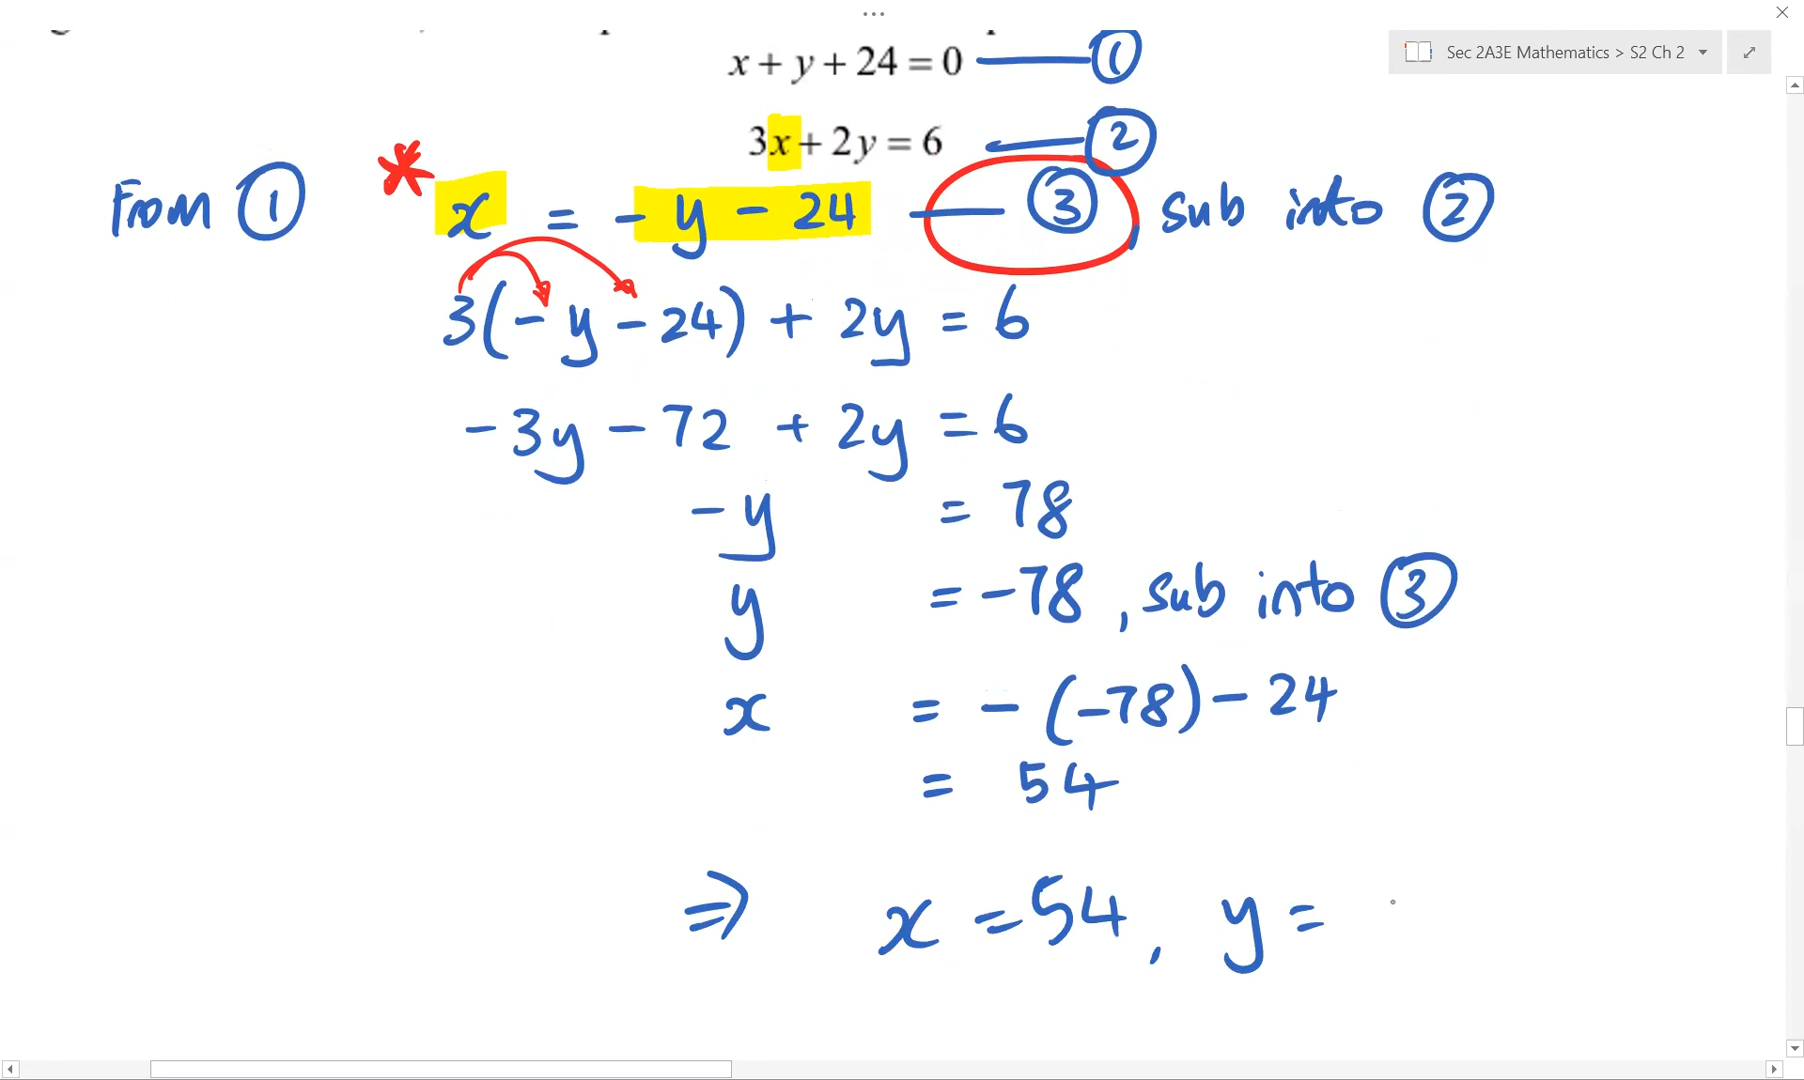 Sec 2A3E Mathematics > S2 Ch 2
x + y + 24 = 0 —— ①
3x + 2y = 6 —— ②
From ① * x = - y - 24 —— ③, sub into ②
3(-y - 24) + 2y = 6
-3y - 72 + 2y = 6
-y = 78
y = -78, sub into ③
x = -(-78) - 24
= 54
⇒ x = 54, y =